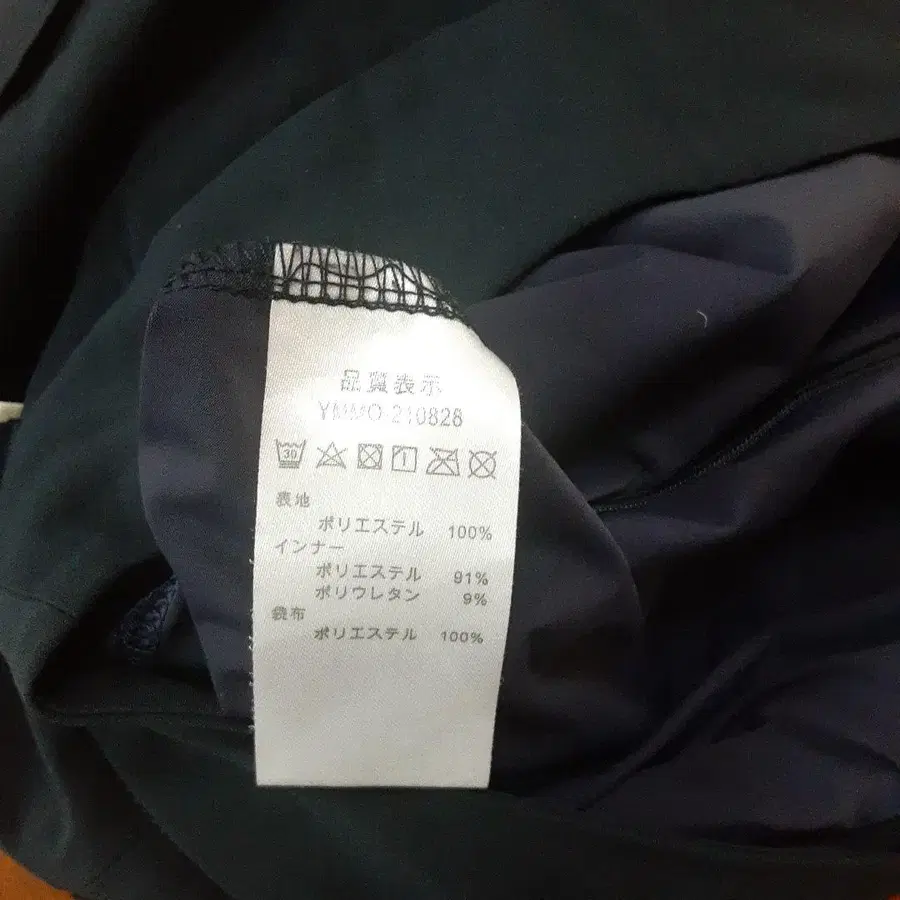 品質表示
YMMO-210828
30
表地
ポリエステル 100%
インナー
ポリエステル 91%
ポリウレタン 9%
袋布
ポリエステル 100%